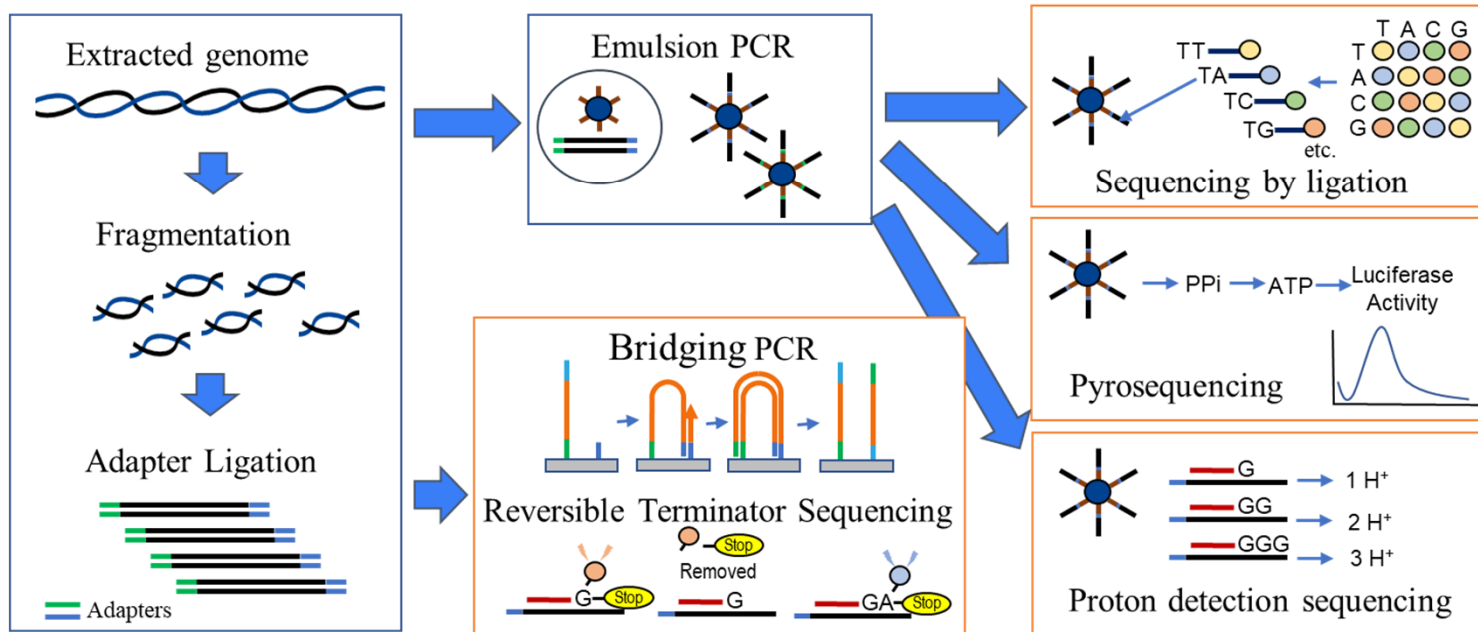 Extracted genome
Fragmentation
Adapter Ligation
Adapters
Emulsion PCR
Bridging PCR
Reversible Terminator Sequencing
Stop
Removed
G Stop
G
GA Stop
T A C G
T
A
C
G
TT
TA
TC
TG
etc.
Sequencing by ligation
PPi ATP Luciferase
Activity
Pyrosequencing
G 1 H⁺
GG 2 H⁺
GGG 3 H⁺
Proton detection sequencing